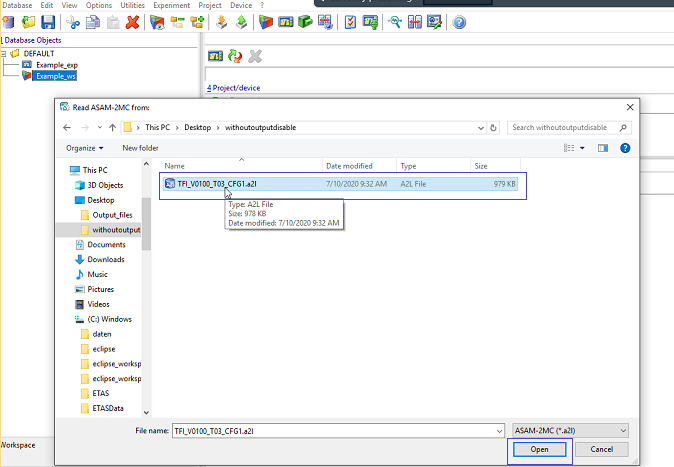 Database Edit View Options Utilities Experiment Project Device ?
1 Database Objects
DEFAULT
Example_exp
Example_ws
4 Project/device
Read ASAM-2MC from:
This PC > Desktop > withoutoutputdisable
Search withoutoutputdisable
Organize New folder
Name Date modified Type Size
This PC
3D Objects
Desktop
Output_files
withoutoutput
Documents
Downloads
Music
Pictures
Videos
(C:) Windows
daten
eclipse
eclipse_worksp
eclipse_worksp
ETAS
ETASData
TFI_V0100_T03_CFG1.a2l 7/10/2020 9:32 AM A2L File 979 KB
Type: A2L File
Size: 978 KB
Date modified: 7/10/2020 9:32 AM
File name: TFI_V0100_T03_CFG1.a2l ASAM-2MC (*.a2l)
Open Cancel
Workspace